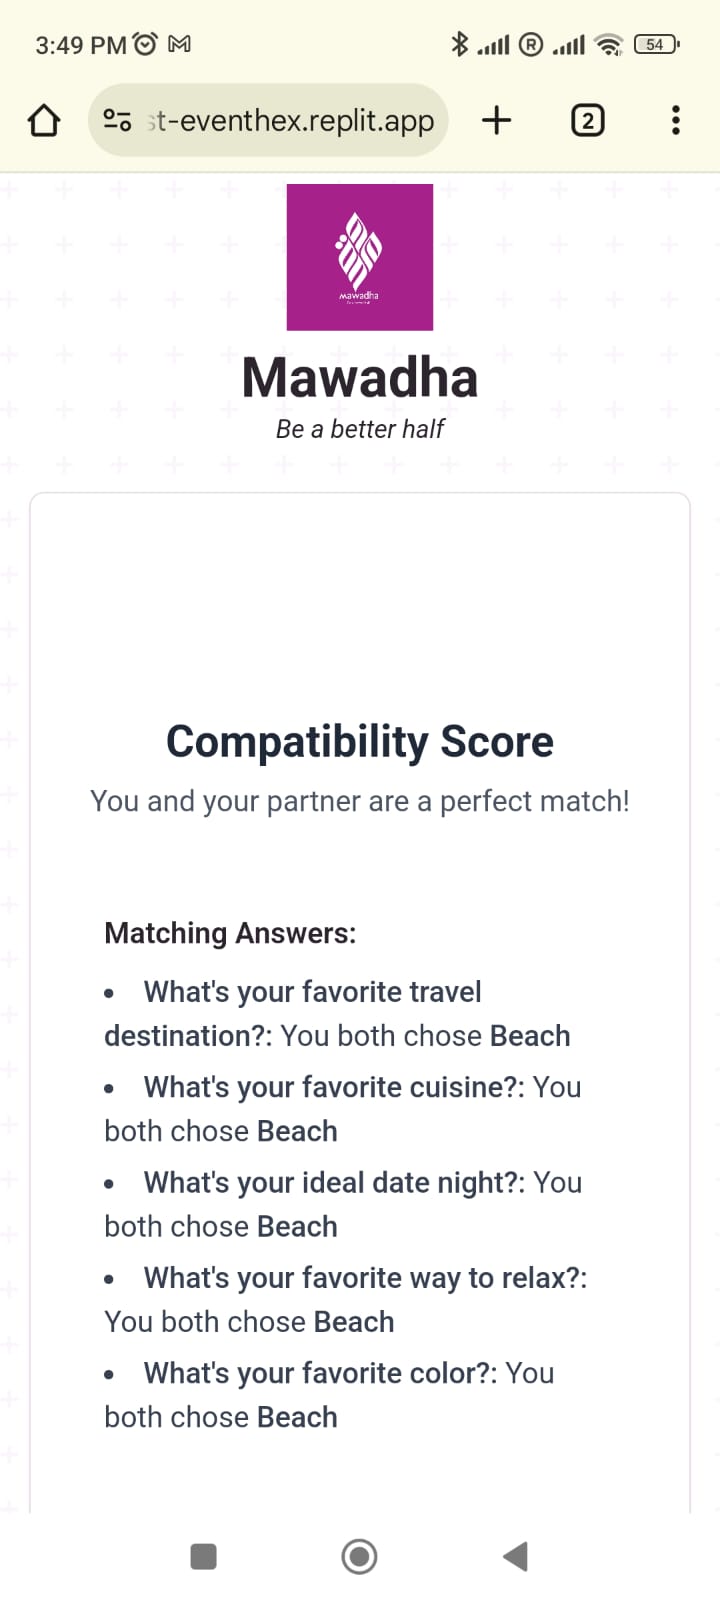 3:49 PM
54
st-eventhex.replit.app
2
mawadha
Mawadha
Be a better half
Compatibility Score
You and your partner are a perfect match!
Matching Answers:
• What's your favorite travel
destination?: You both chose Beach
• What's your favorite cuisine?: You
both chose Beach
• What's your ideal date night?: You
both chose Beach
• What's your favorite way to relax?:
You both chose Beach
• What's your favorite color?: You
both chose Beach